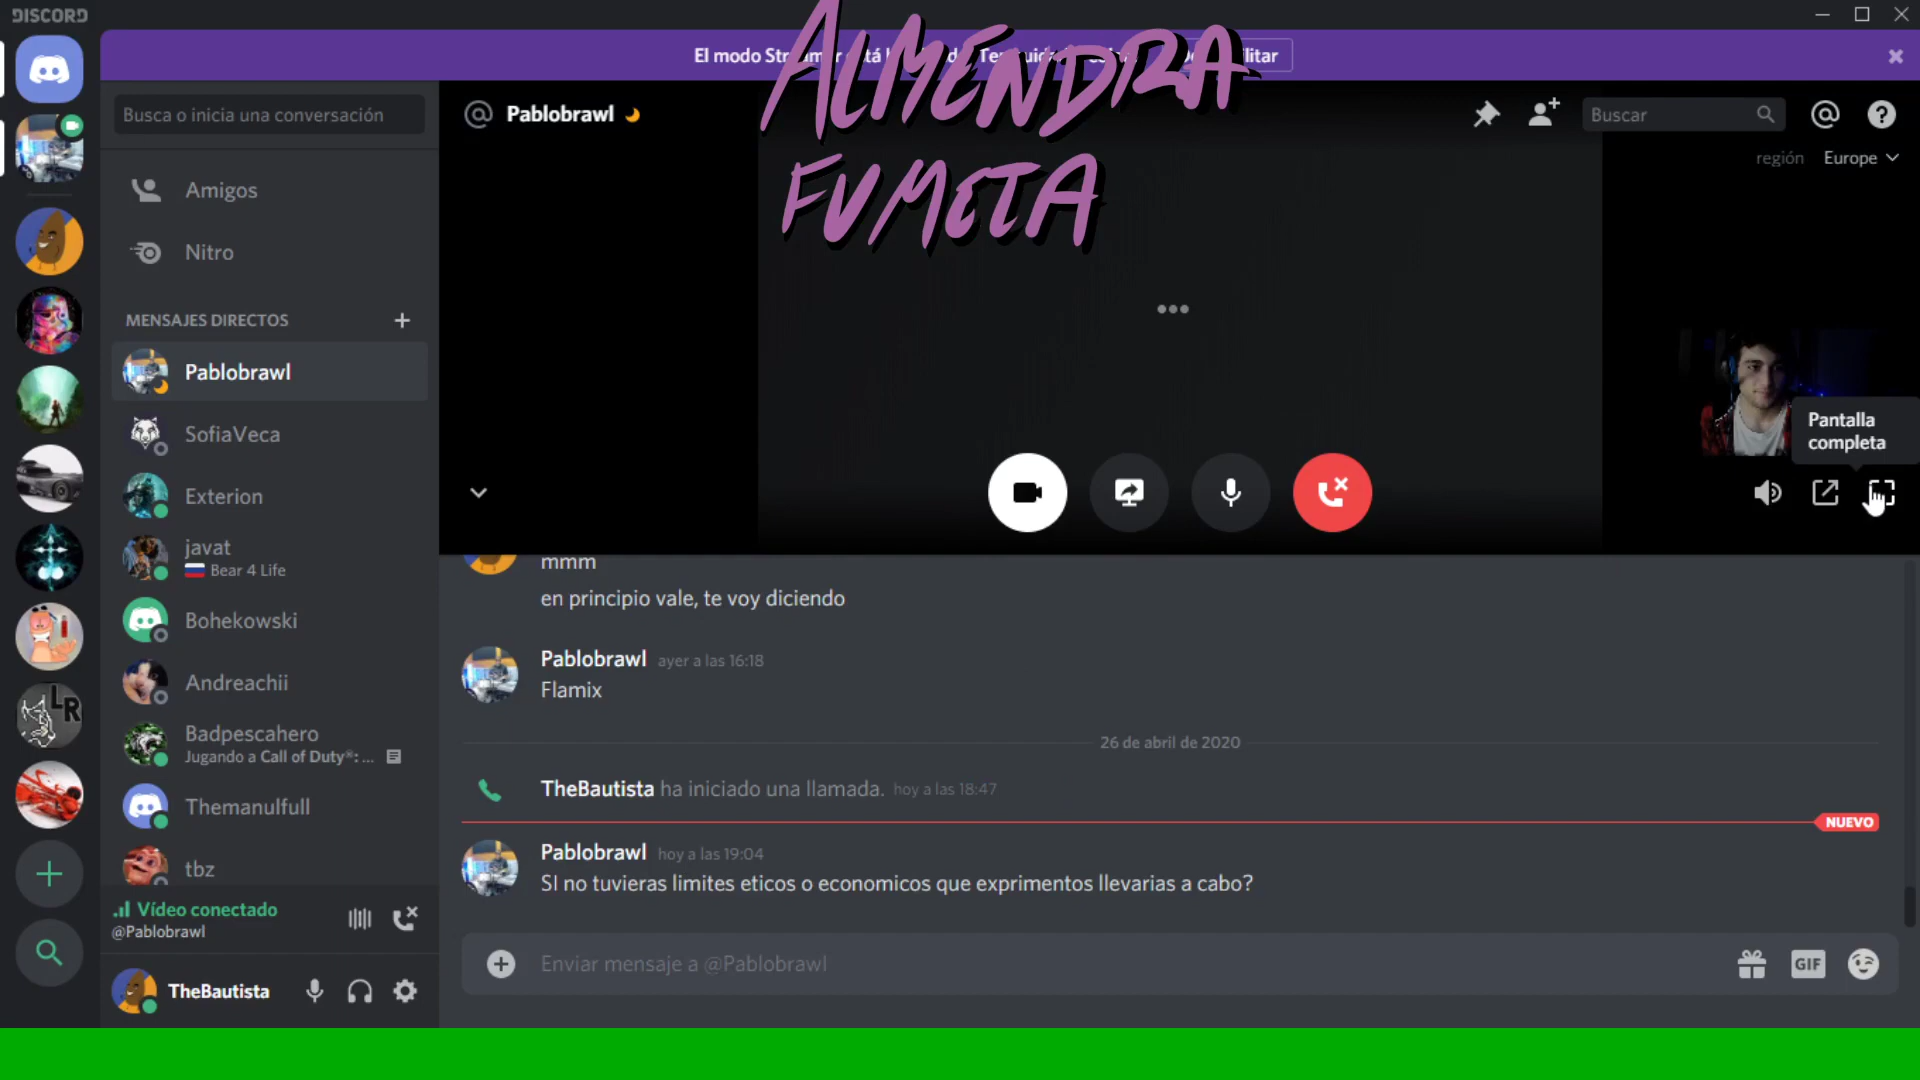 DISCORD
ALMENDRA
FUMETA
El modo
Busca o inicia una conversación
Pablobrawl
Buscar
región Europe
Amigos
Nitro
MENSAJES DIRECTOS
Pablobrawl
SofiaVeca
Exterion
javat
Bear 4 Life
Bohekowski
Andreachii
Badpescahero
Jugando a Call of Duty®: ...
Themanulfull
tbz
Vídeo conectado
@Pablobrawl
TheBautista
Pantalla
completa
mmm
en principio vale, te voy diciendo
Pablobrawl ayer a las 16:18
Flamix
26 de abril de 2020
TheBautista ha iniciado una llamada. hoy a las 18:47
NUEVO
Pablobrawl hoy a las 19:04
SI no tuvieras limites eticos o economicos que exprimentos llevarias a cabo?
Enviar mensaje a @Pablobrawl
GIF
LR